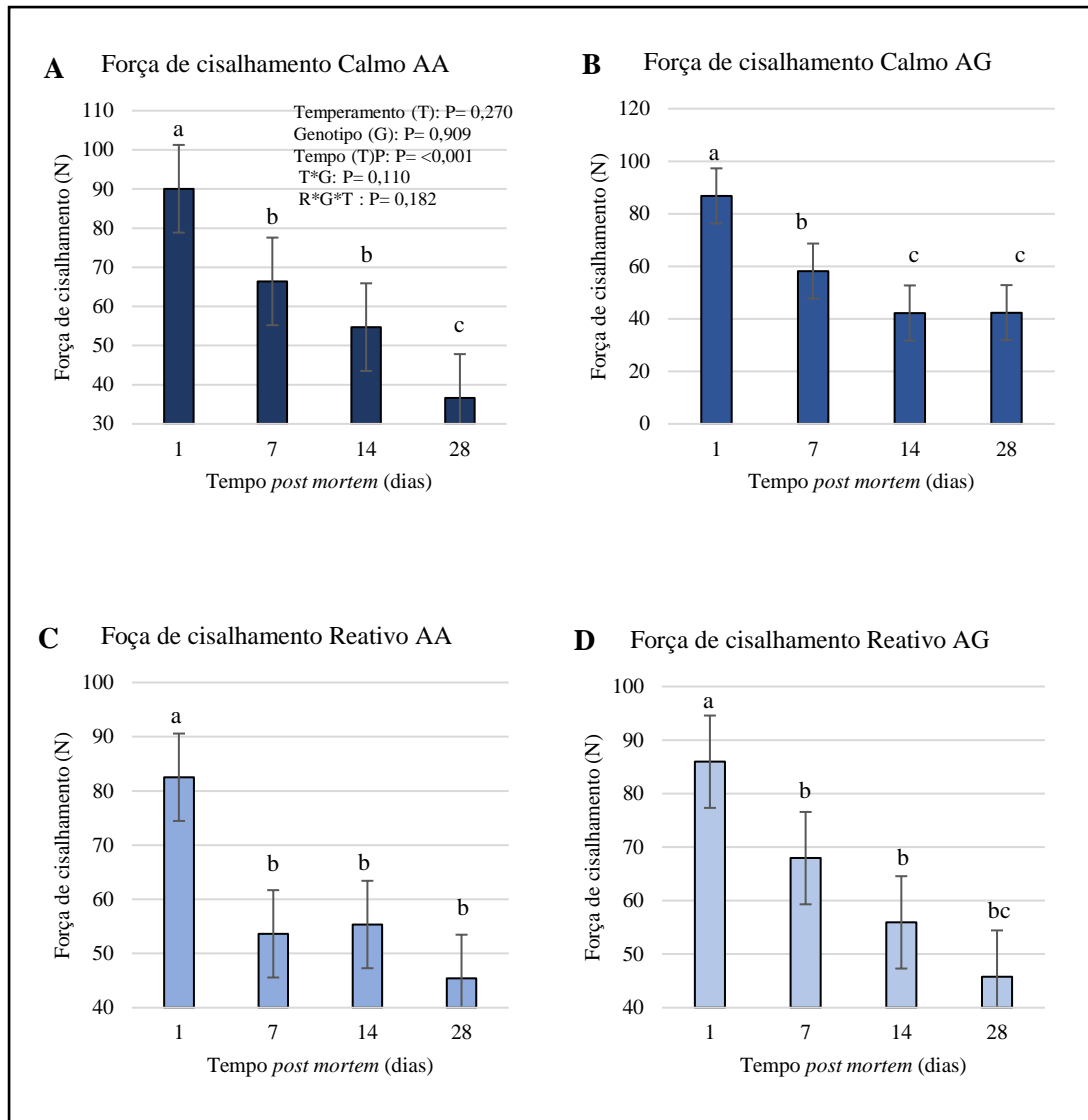 A Força de cisalhamento Calmo AA
Temperamento (T): P= 0,270
Genotipo (G): P= 0,909
Tempo (T)P: P= <0,001
T*G: P= 0,110
R*G*T : P= 0,182
Força de cisalhamento (N)
110
100
90
80
70
60
50
40
30
a
b
b
c
1 7 14 28
Tempo post mortem (dias)
B Força de cisalhamento Calmo AG
Força de cisalhamento (N)
120
100
80
60
40
20
0
a
b
c
c
1 7 14 28
Tempo post mortem (dias)
C Foça de cisalhamento Reativo AA
Força de cisalhamento (N)
100
90
80
70
60
50
40
a
b
b
b
1 7 14 28
Tempo post mortem (dias)
D Força de cisalhamento Reativo AG
Força de cisalhamento (N)
100
90
80
70
60
50
40
a
b
b
bc
1 7 14 28
Tempo post mortem (dias)